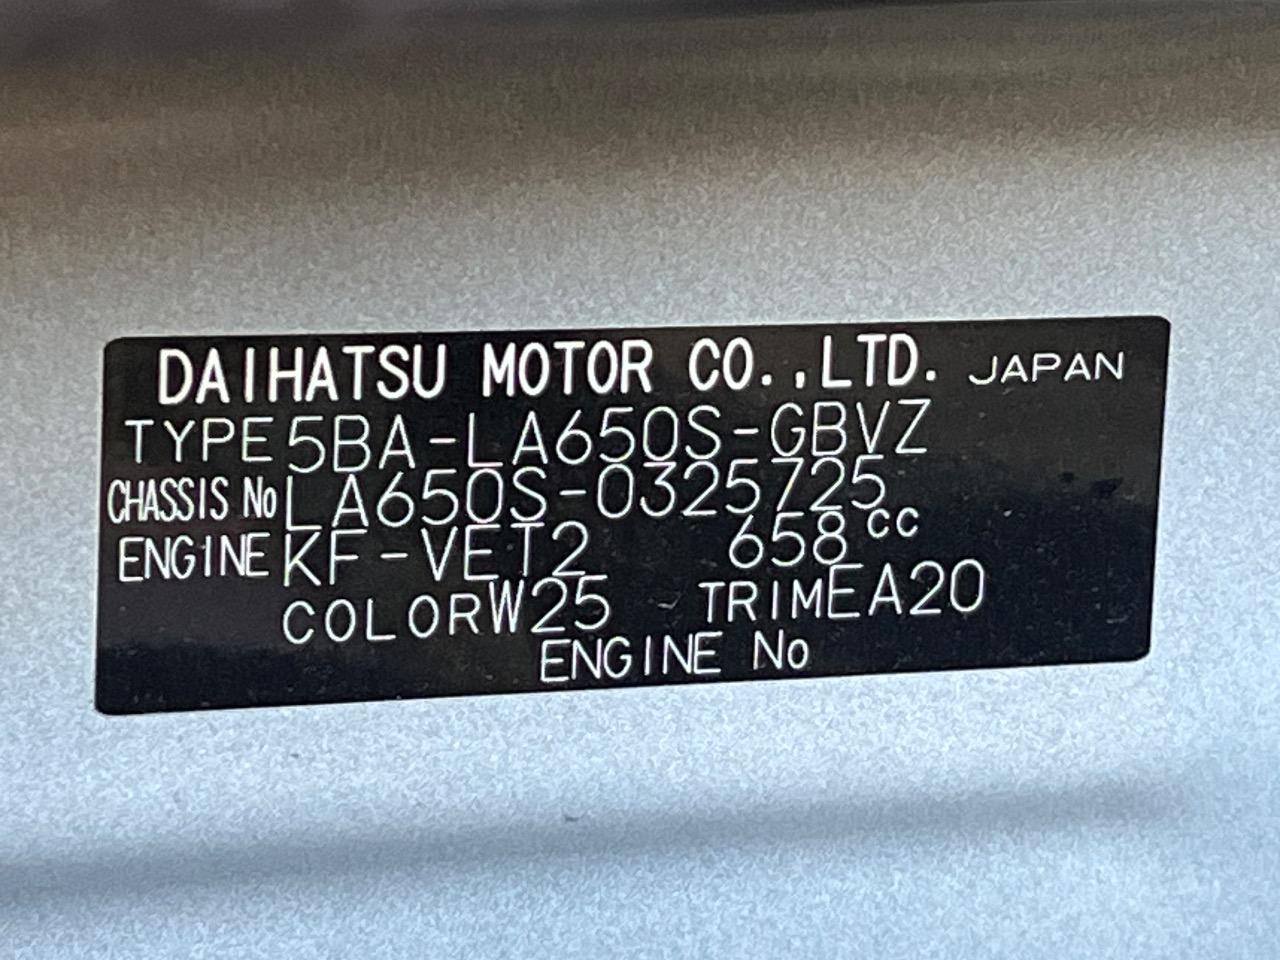 DAIHATSU MOTOR CO.,LTD. JAPAN
TYPE 5BA-LA650S-GBVZ
CHASSIS No LA650S-0325725
ENGINE KF-VET2 658cc
COLOR W25 TRIM EA20
ENGINE No